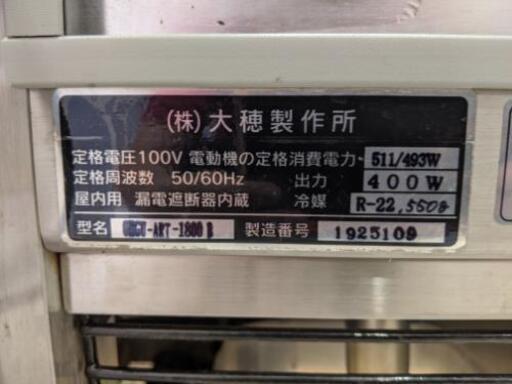 (株)大穂製作所
定格電圧100V 電動機の定格消費電力 511/493W
定格周波数 50/60Hz 出力 400W
屋内用 漏電遮断器内蔵 冷媒 R-22,550g
型名 製造番号 1925109